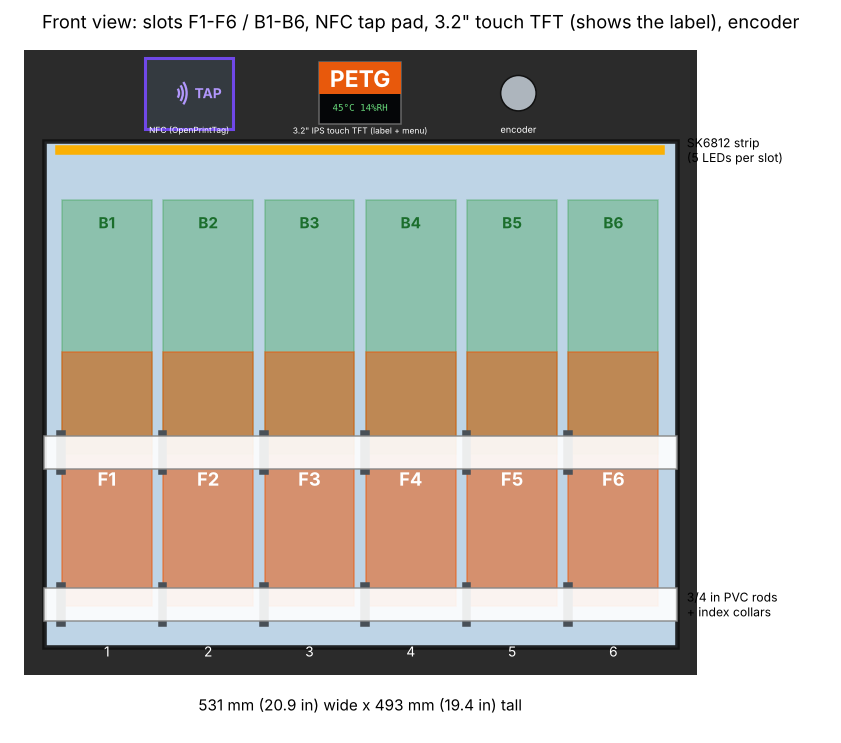 Front view: slots F1-F6 / B1-B6, NFC tap pad, 3.2" touch TFT (shows the label), encoder
TAP
PETG
45°C 14%RH
NFC (OpenPrintTag)
3.2" IPS touch TFT (label + menu)
encoder
SK6812 strip
(5 LEDs per slot)
B1 B2 B3 B4 B5 B6
F1 F2 F3 F4 F5 F6
3/4 in PVC rods
+ index collars
1 2 3 4 5 6
531 mm (20.9 in) wide x 493 mm (19.4 in) tall